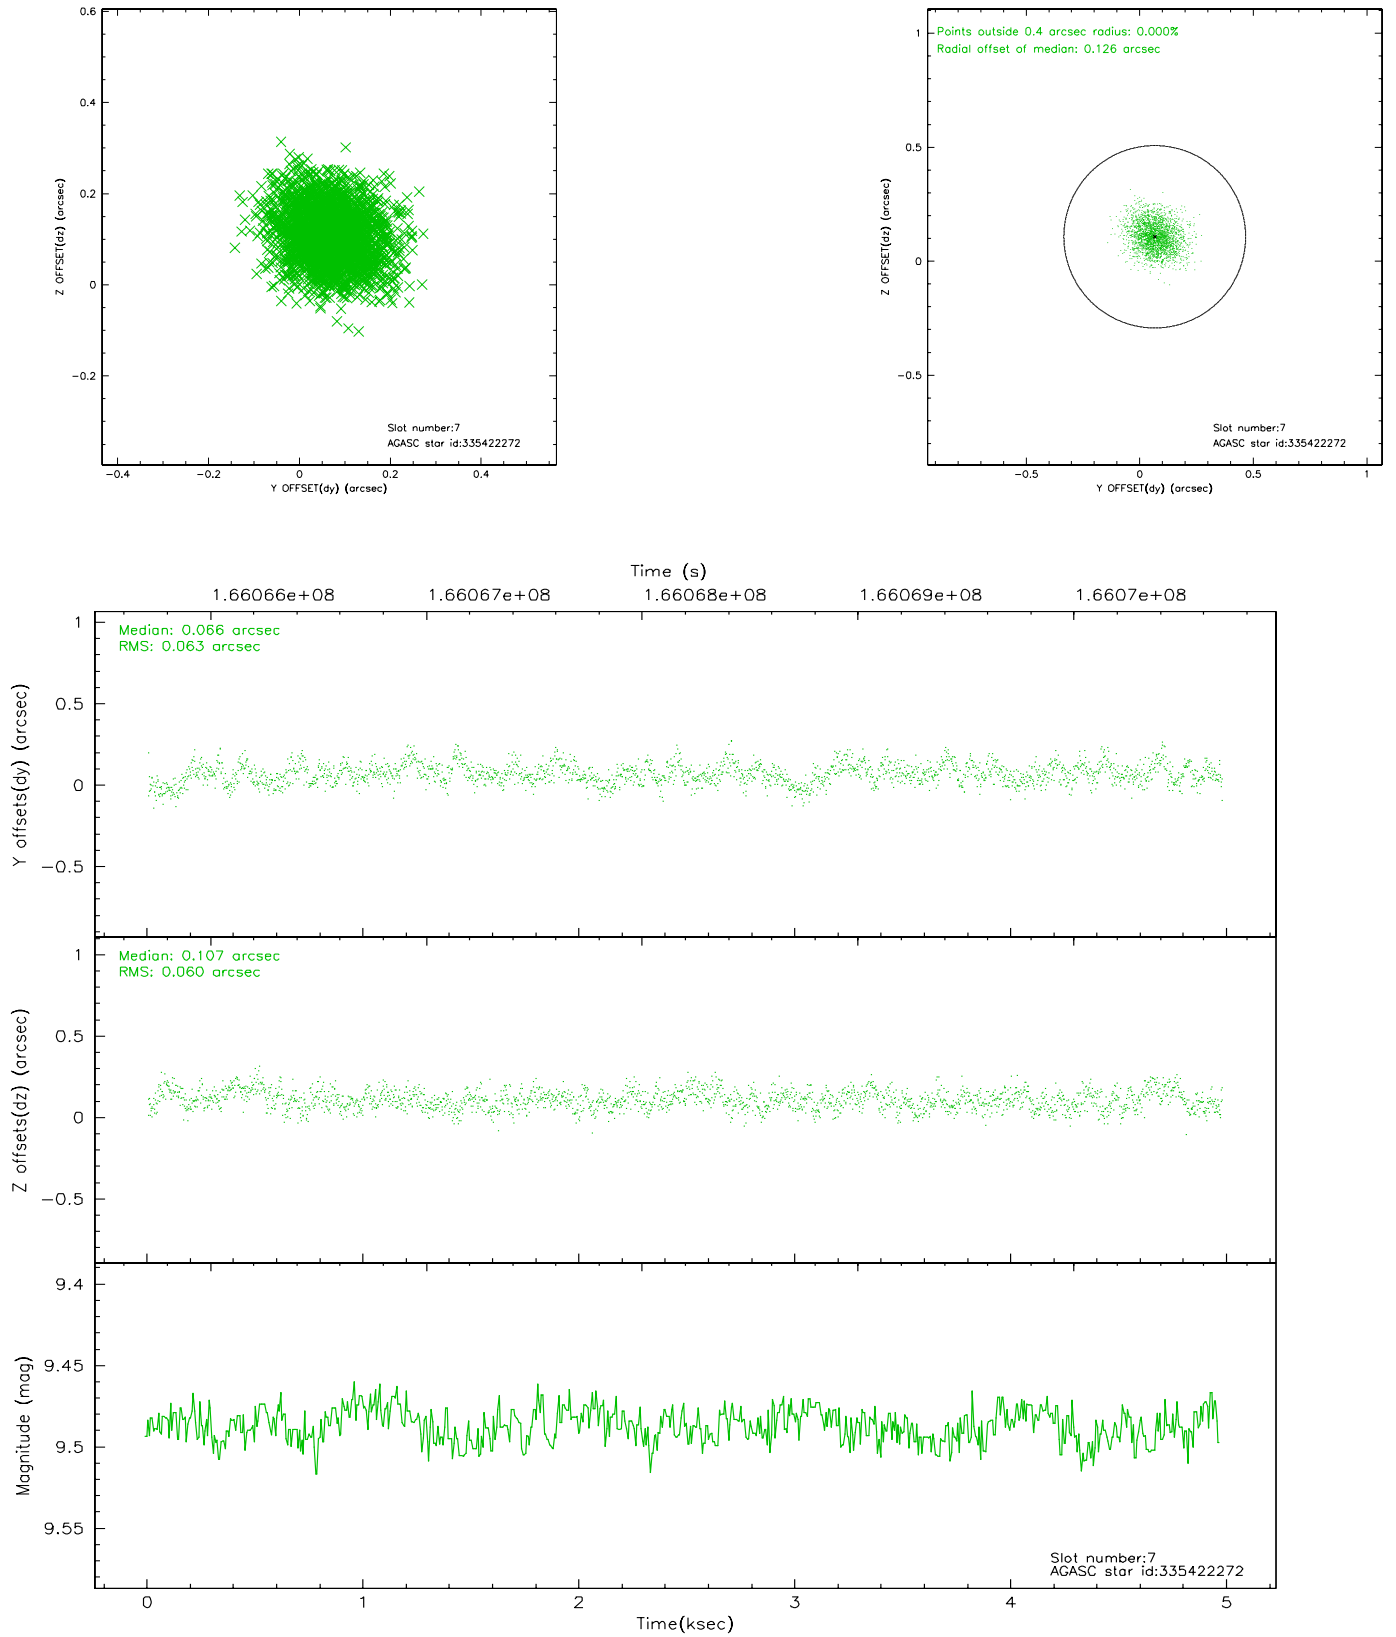 0.6
0.4
0.2
0
−0.2
Z OFFSET(dz) (arcsec)
Slot number:7
AGASC star id:335422272
−0.4 −0.2 0 0.2 0.4
Y OFFSET(dy) (arcsec)
Points outside 0.4 arcsec radius: 0.000%
Radial offset of median: 0.126 arcsec
1
0.5
0
−0.5
Z OFFSET(dz) (arcsec)
Slot number:7
AGASC star id:335422272
−0.5 0 0.5 1
Y OFFSET(dy) (arcsec)
Time (s)
1.66066e+08 1.66067e+08 1.66068e+08 1.66069e+08 1.6607e+08
Median: 0.066 arcsec
RMS: 0.063 arcsec
1
0.5
0
−0.5
Y offsets(dy) (arcsec)
Median: 0.107 arcsec
RMS: 0.060 arcsec
1
0.5
0
−0.5
Z offsets(dz) (arcsec)
9.4
9.45
9.5
9.55
Magnitude (mag)
Slot number:7
AGASC star id:335422272
0 1 2 3 4 5
Time(ksec)